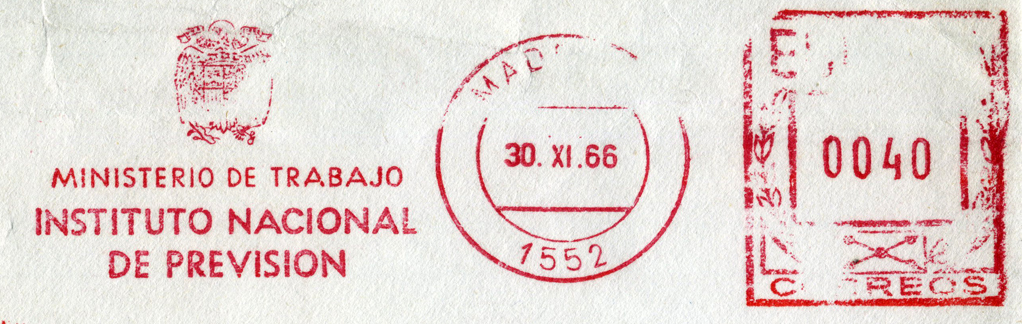 MINISTERIO DE TRABAJO
INSTITUTO NACIONAL
DE PREVISION
30. XI. 66
1552
0040